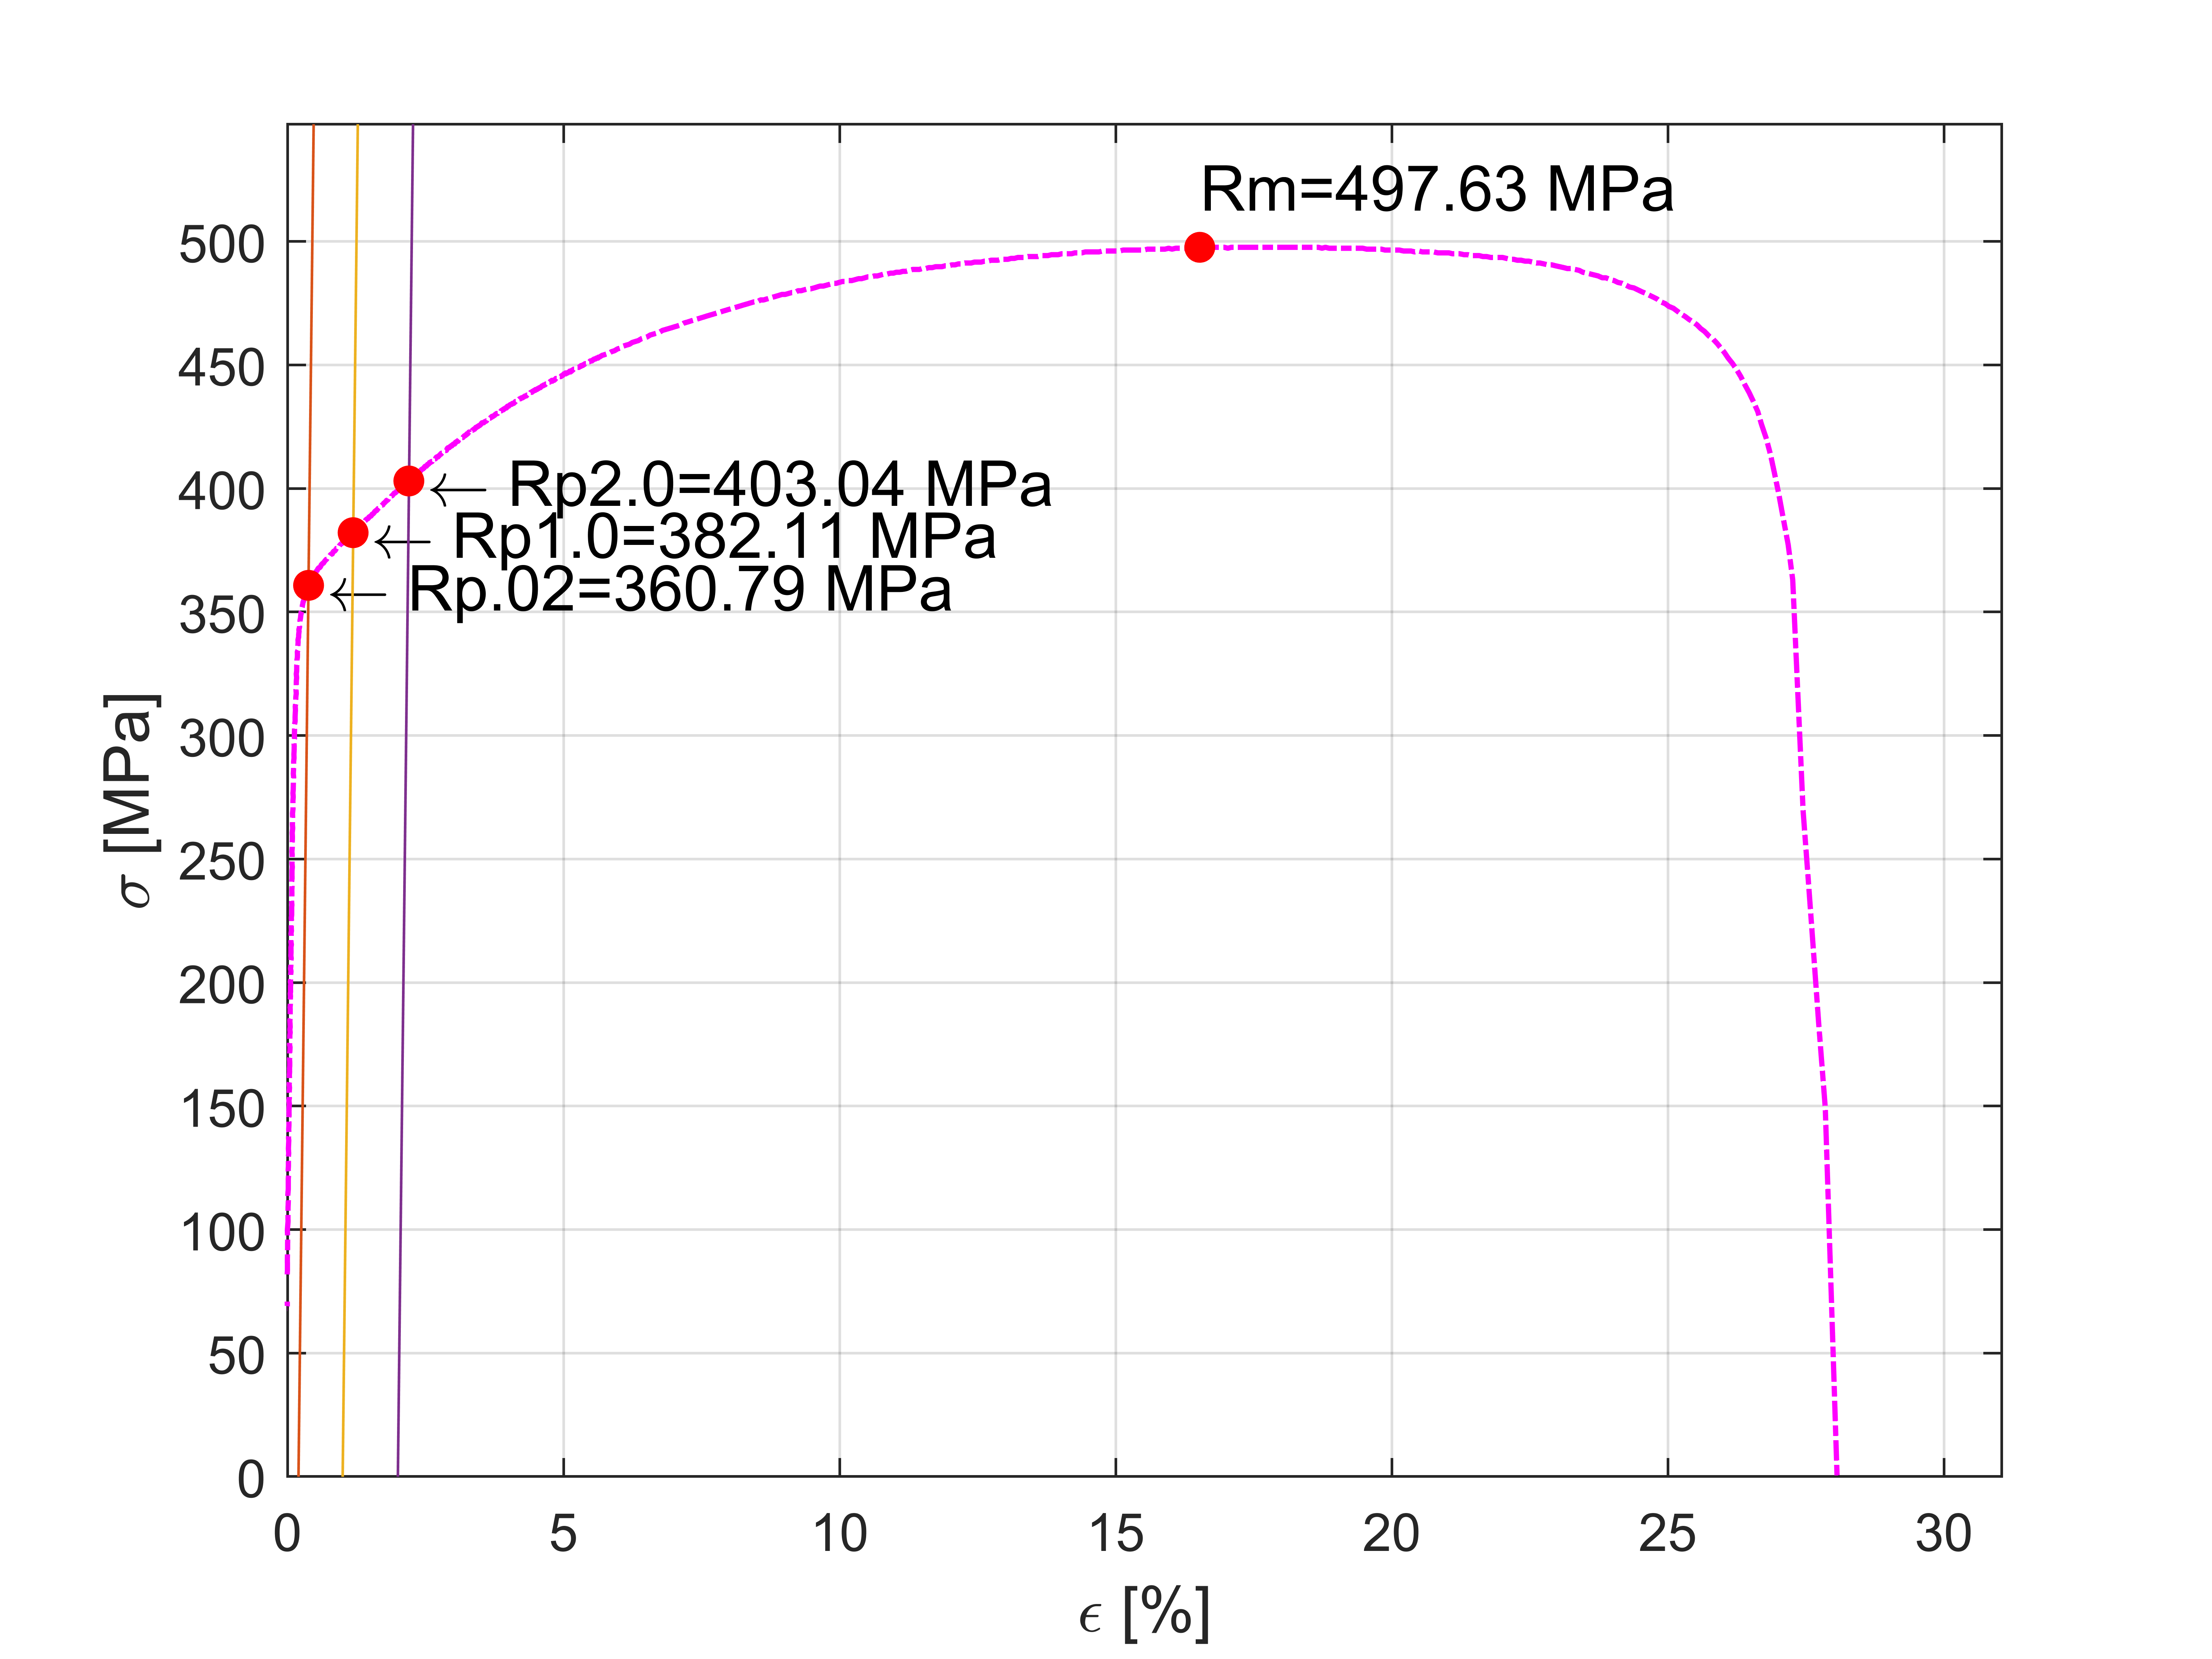 Rm=497.63 MPa
Rp2.0=403.04 MPa
Rp1.0=382.11 MPa
Rp.02=360.79 MPa
500
450
400
350
300
250
200
150
100
50
0
σ [MPa]
0 5 10 15 20 25 30
ϵ [%]